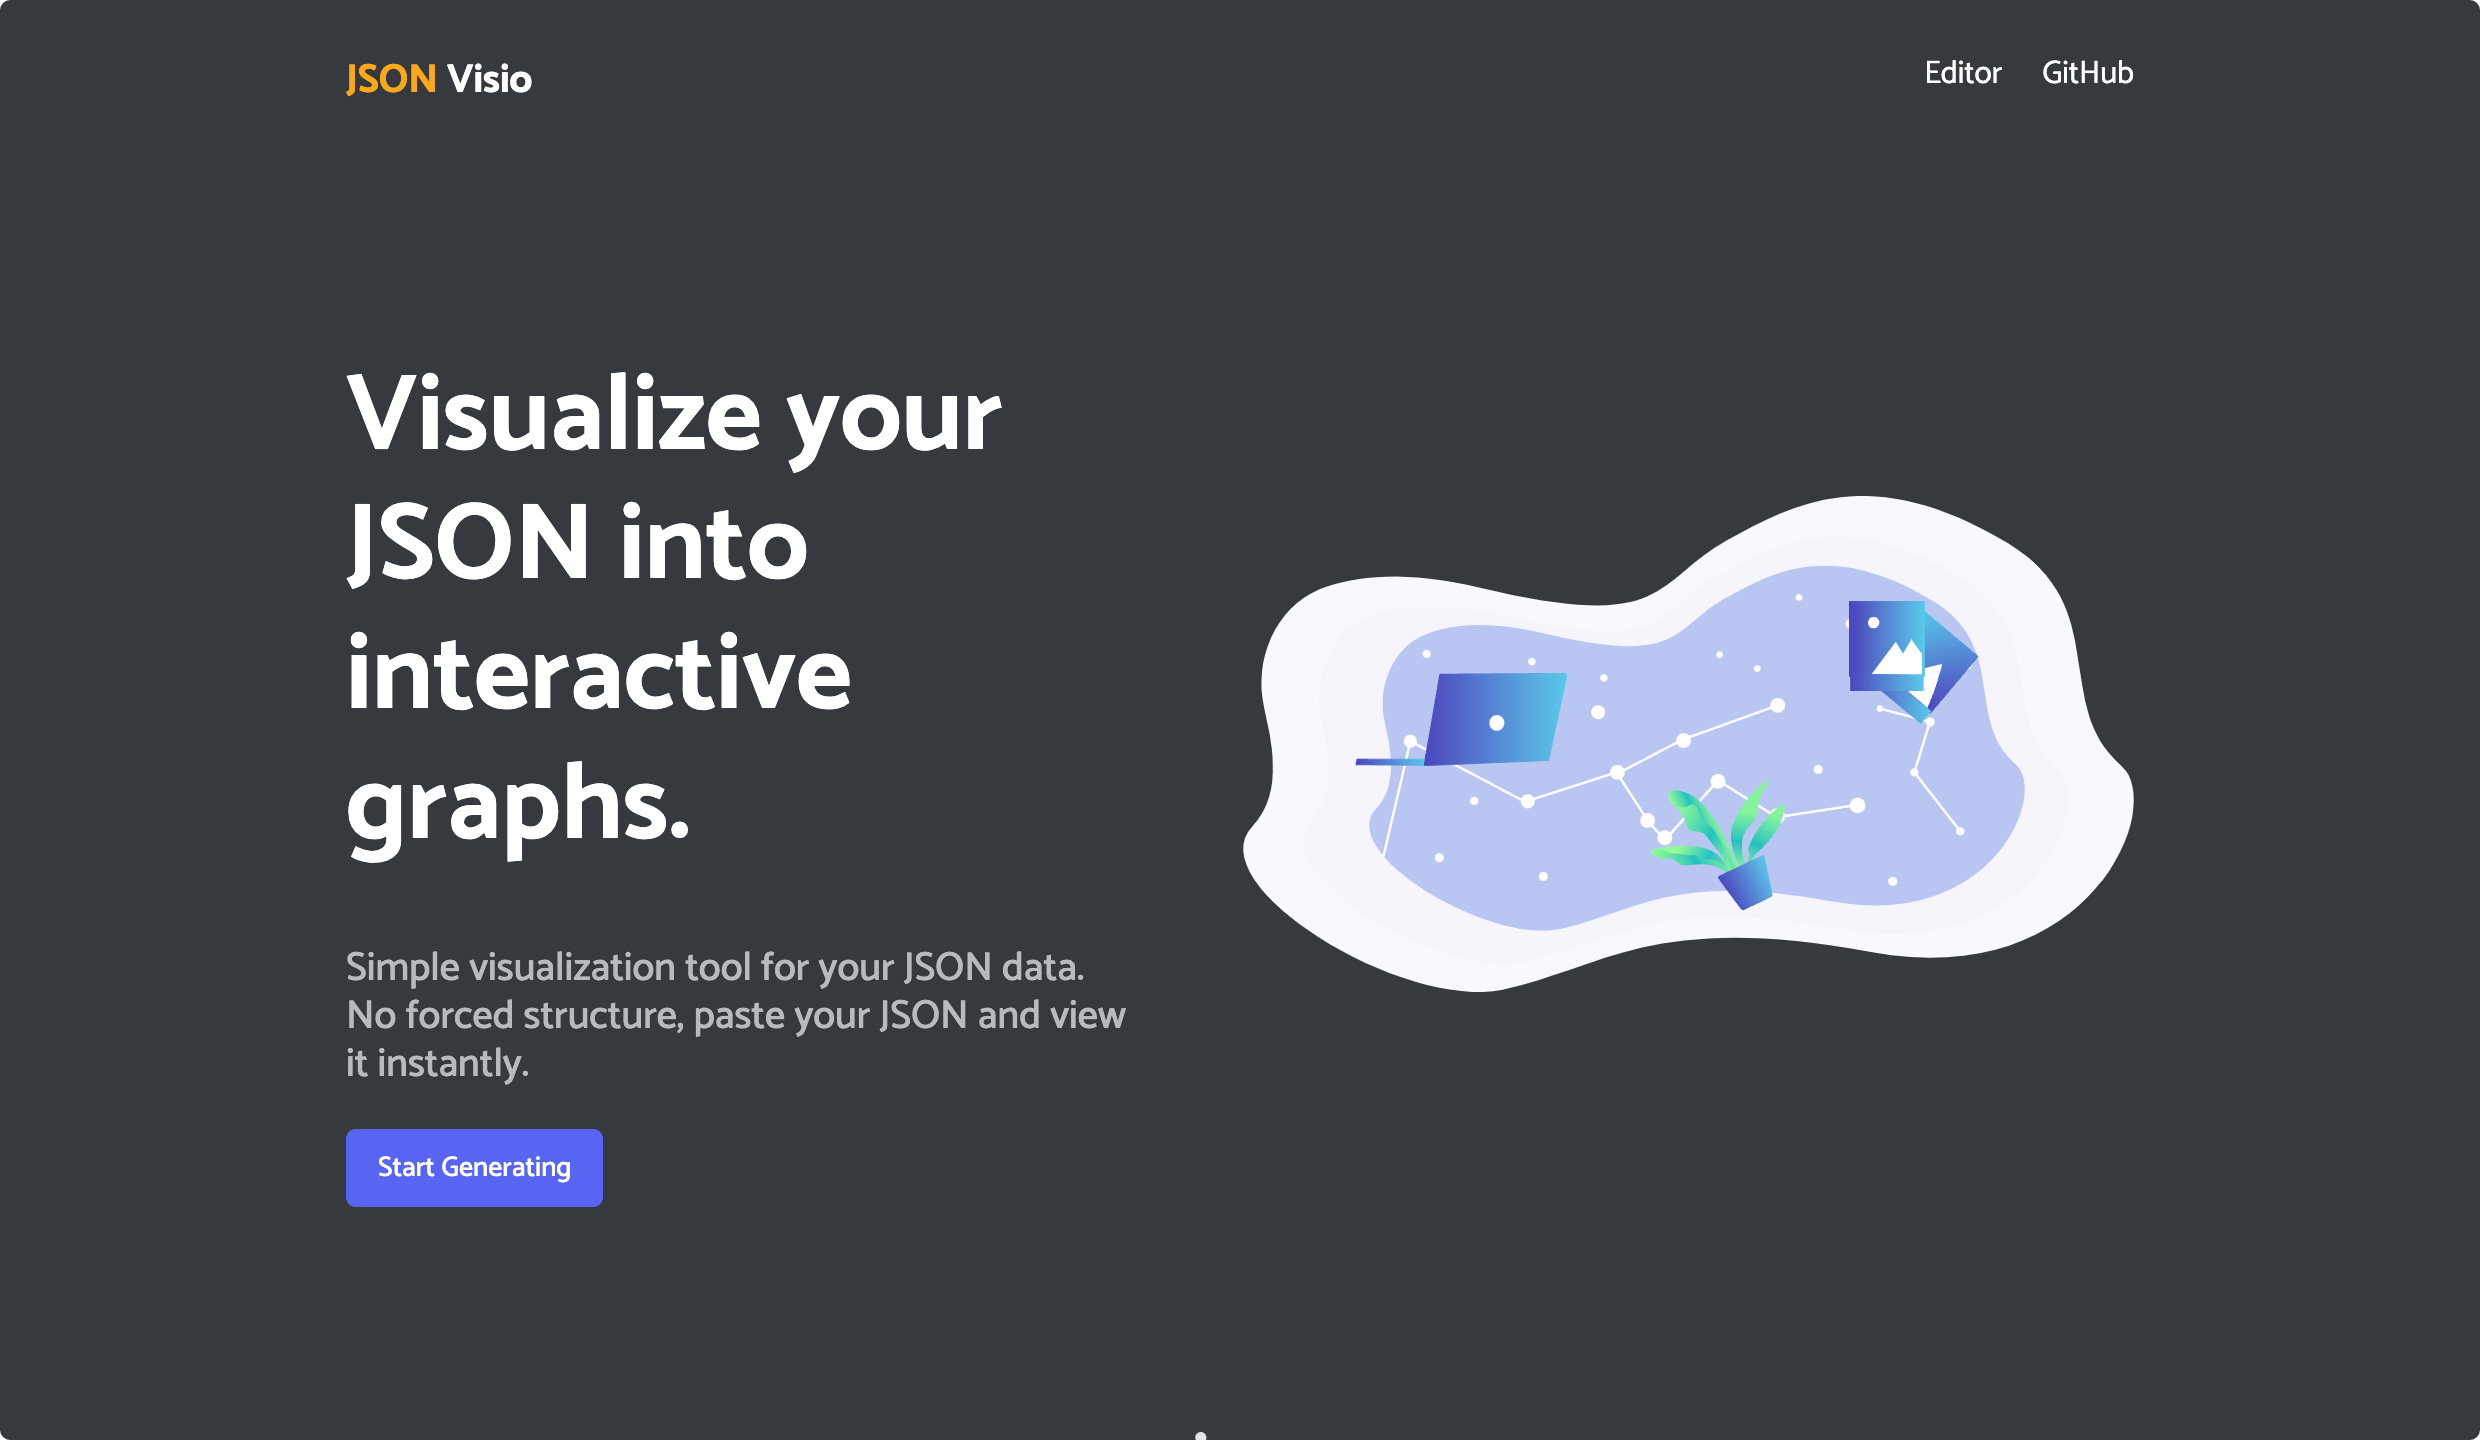 JSON Visio
Editor
GitHub
Visualize your
JSON into
interactive
graphs.
Simple visualization tool for your JSON data.
No forced structure, paste your JSON and view
it instantly.
Start Generating